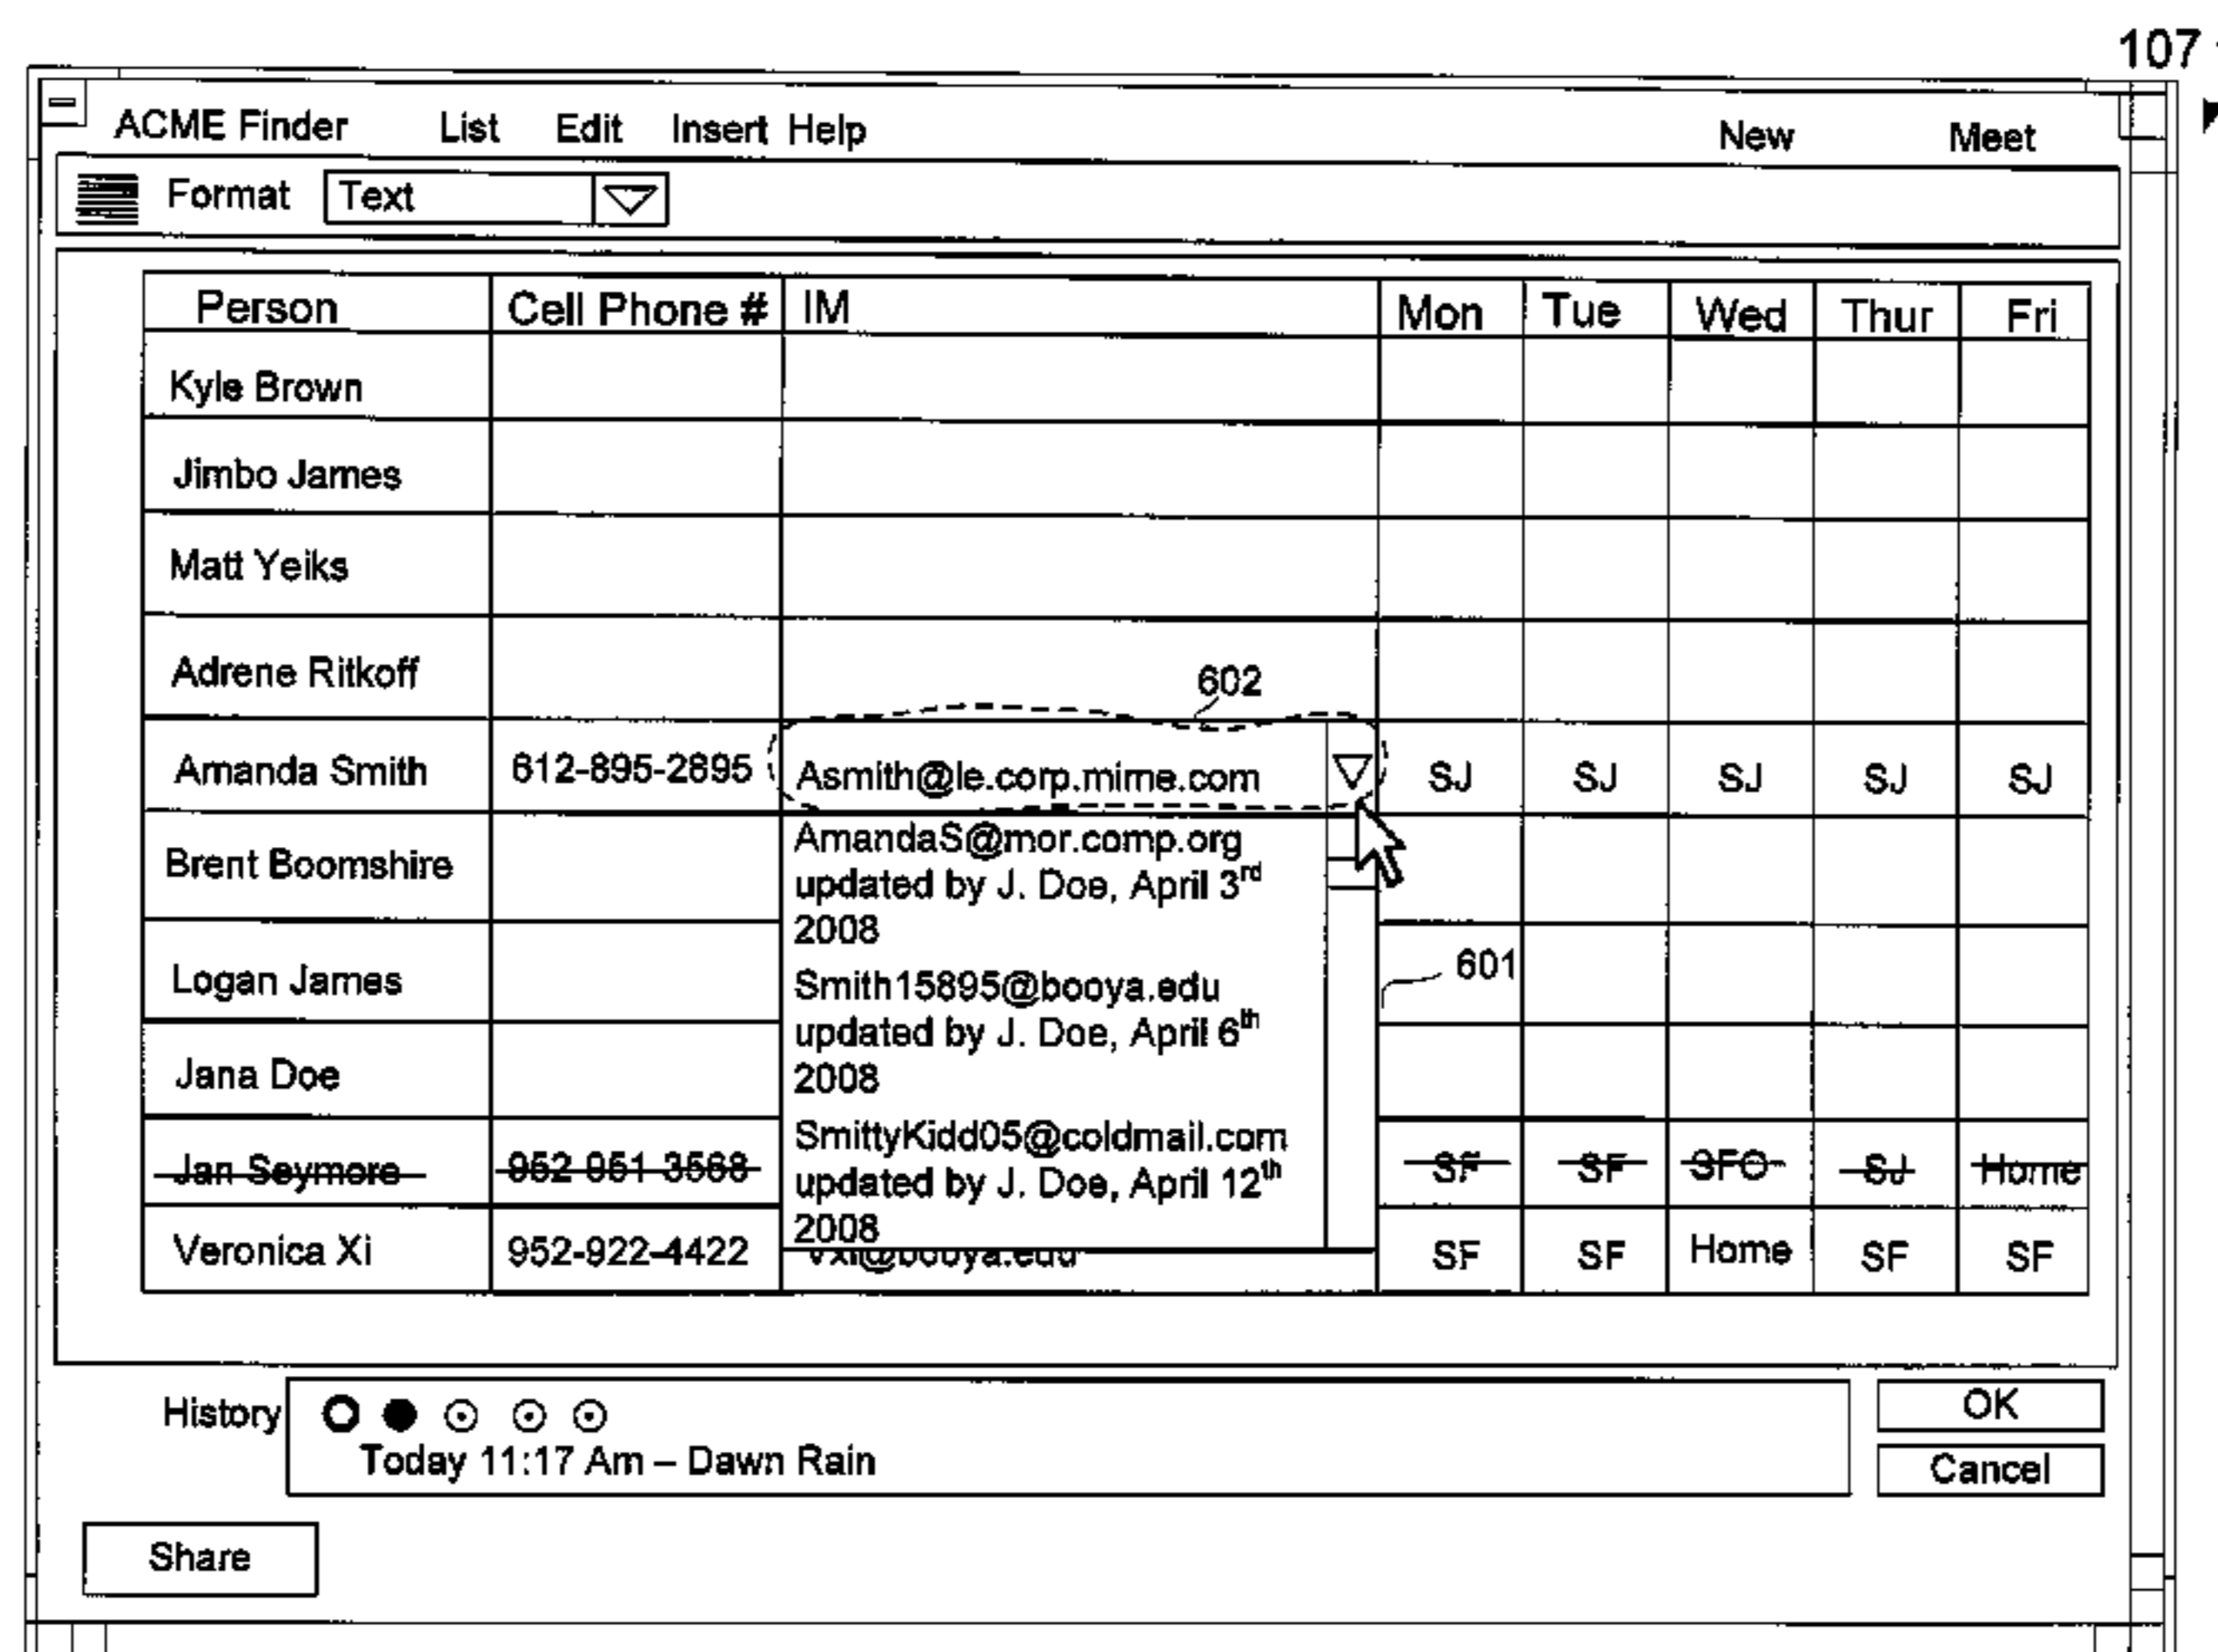 107
ACME Finder List Edit Insert Help New Meet
Format Text
Person Cell Phone # IM Mon Tue Wed Thur Fri
Kyle Brown
Jimbo James
Matt Yeiks
Adrene Ritkoff
602
Amanda Smith 612-895-2895 Asmith@le.corp.mime.com SJ SJ SJ SJ SJ
AmandaS@mor.comp.org
Brent Boomshire
updated by J. Doe, April 3rd
2008
601
Logan James
Smith15895@booya.edu
updated by J. Doe, April 6th
2008
Jana Doe
SmittyKidd05@coldmail.com
Jan Seymore 952-951-3568 SF SF SFO SJ Home
updated by J. Doe, April 12th
2008
Veronica Xi 952-922-4422 Vxi@booya.edu SF SF Home SF SF
History
Today 11:17 Am – Dawn Rain
OK
Cancel
Share